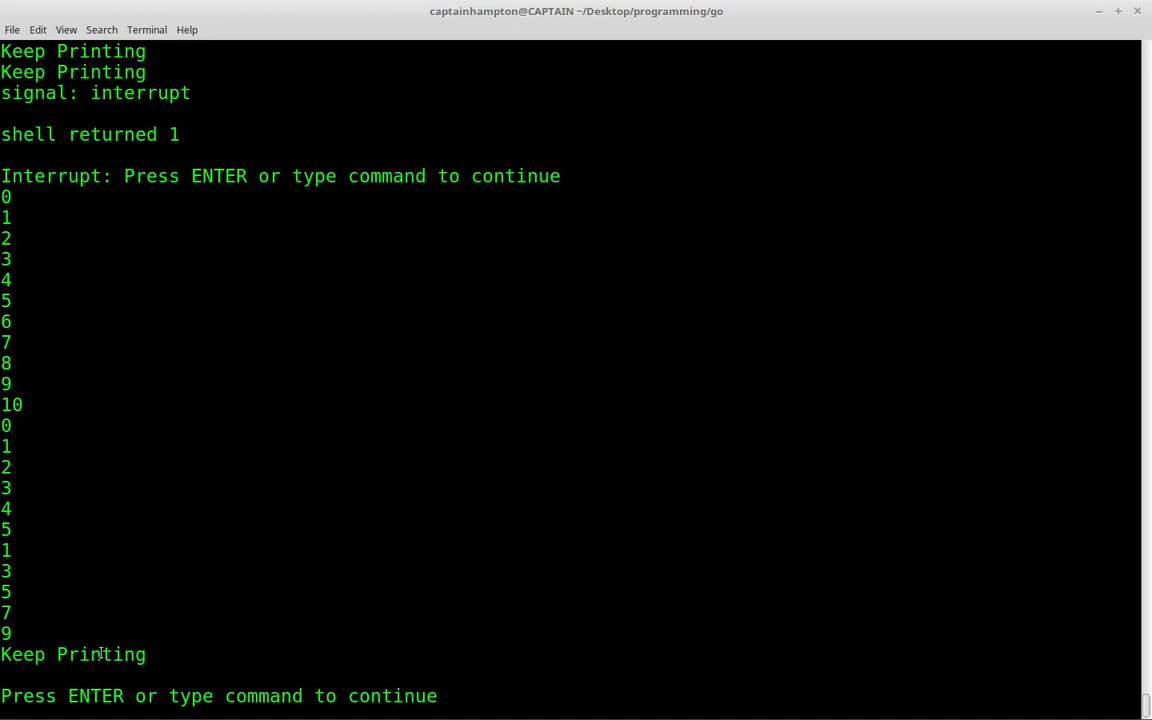 captainhampton@CAPTAIN ~/Desktop/programming/go
File Edit View Search Terminal Help
Keep Printing
Keep Printing
signal: interrupt
shell returned 1
Interrupt: Press ENTER or type command to continue
0
1
2
3
4
5
6
7
8
9
10
0
1
2
3
4
5
1
3
5
7
9
Keep Printing
Press ENTER or type command to continue